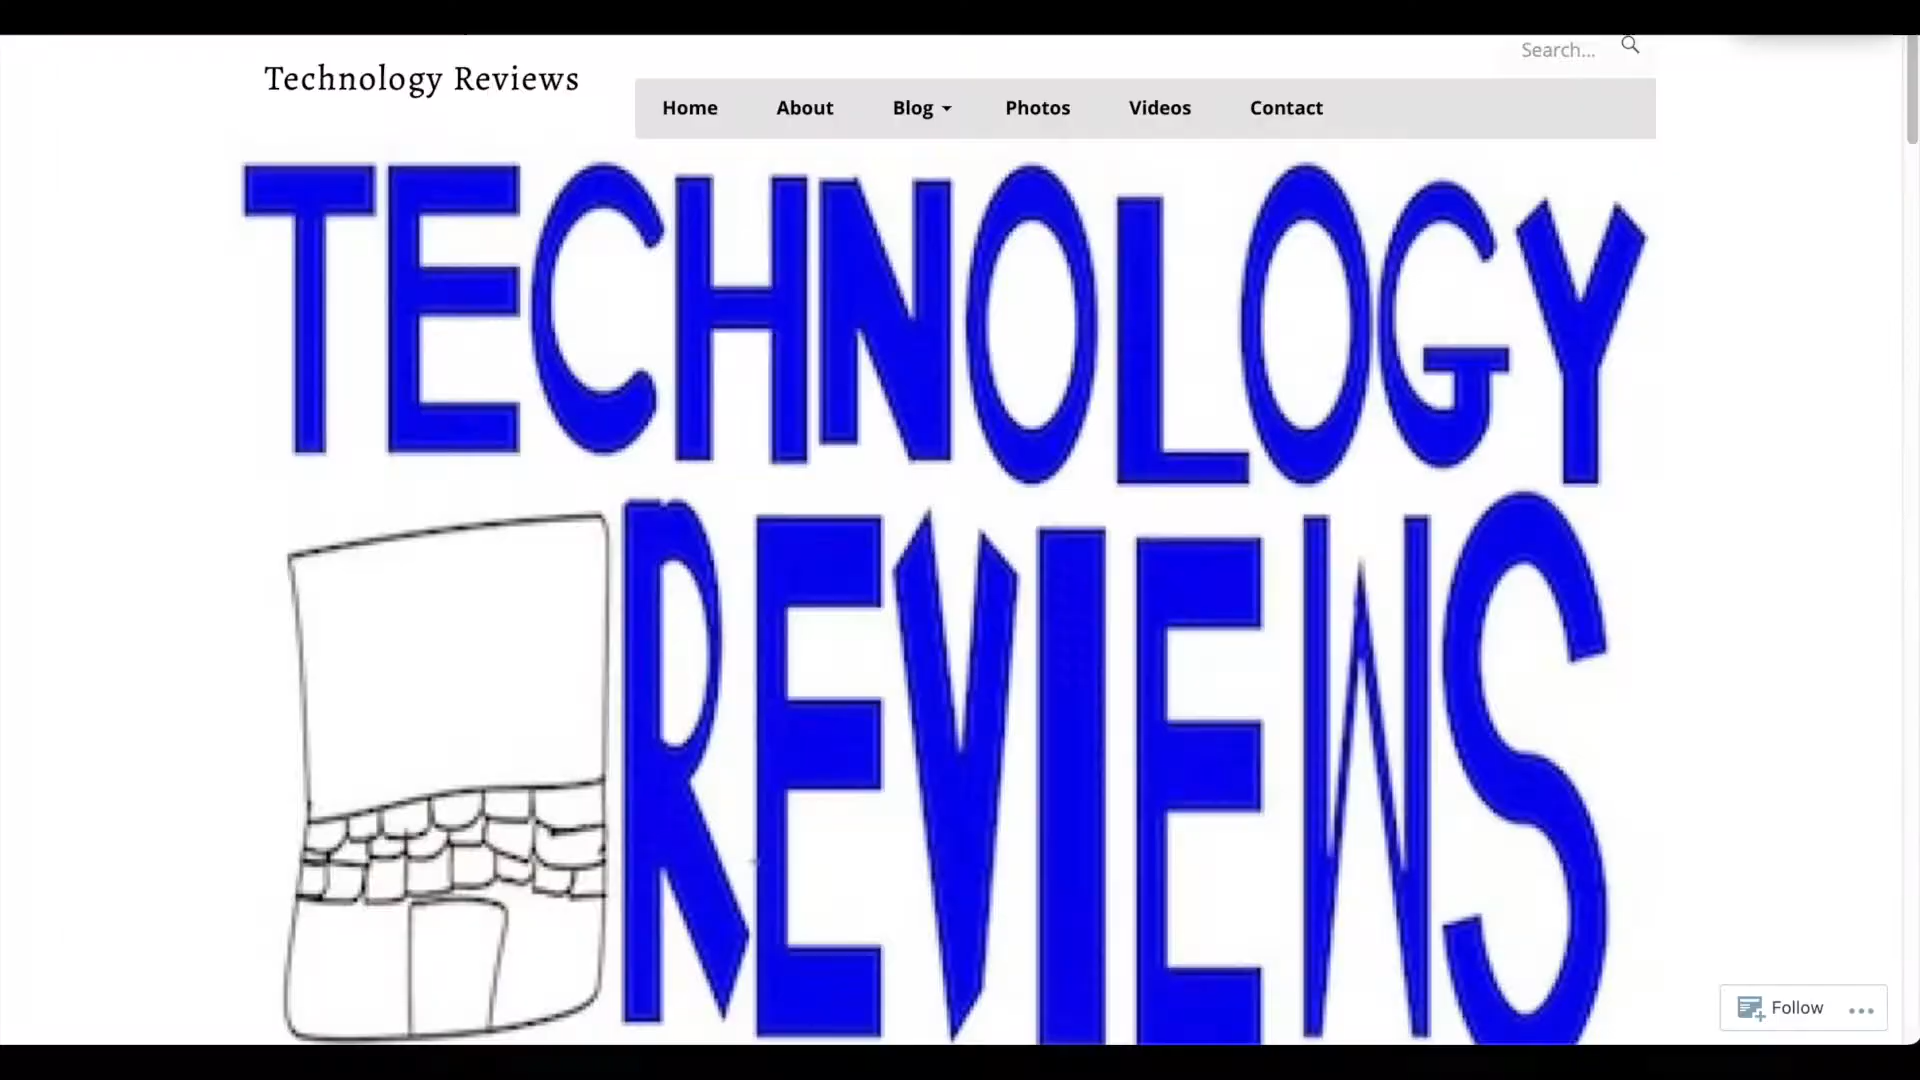 Search...
Technology Reviews
Home About Blog Photos Videos Contact
TECHNOLOGY
REVIEWS
Follow